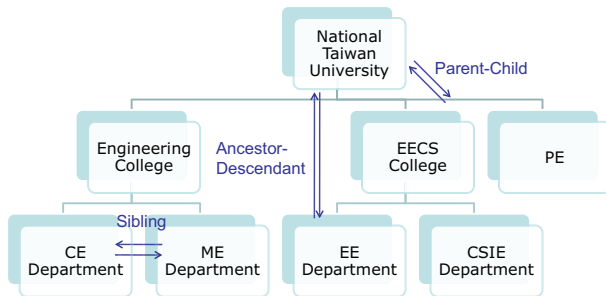 National
Taiwan
University
Parent-Child
Engineering
College
Ancestor-
Descendant
EECS
College
PE
Sibling
CE
Department
ME
Department
EE
Department
CSIE
Department